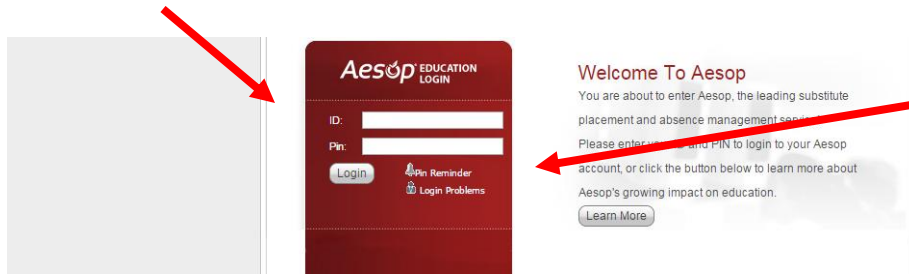 Aesop EDUCATION LOGIN
ID:
Pin:
Login
Pin Reminder
Login Problems
Welcome To Aesop
You are about to enter Aesop, the leading substitute
placement and absence management
Please enter and PIN to login to your Aesop
account, or click the button below to learn more about
Aesop's growing impact on education.
Learn More